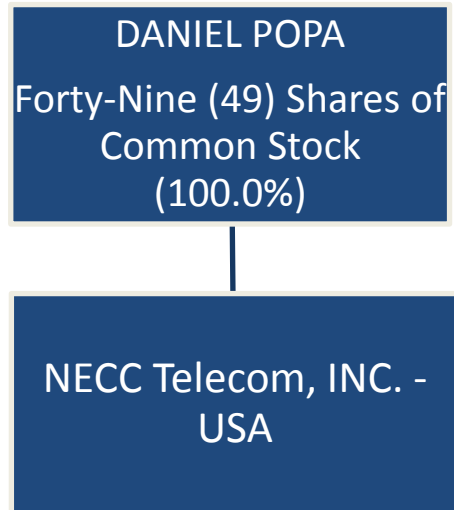 DANIEL POPA
Forty-Nine (49) Shares of
Common Stock
(100.0%)
NECC Telecom, INC. -
USA